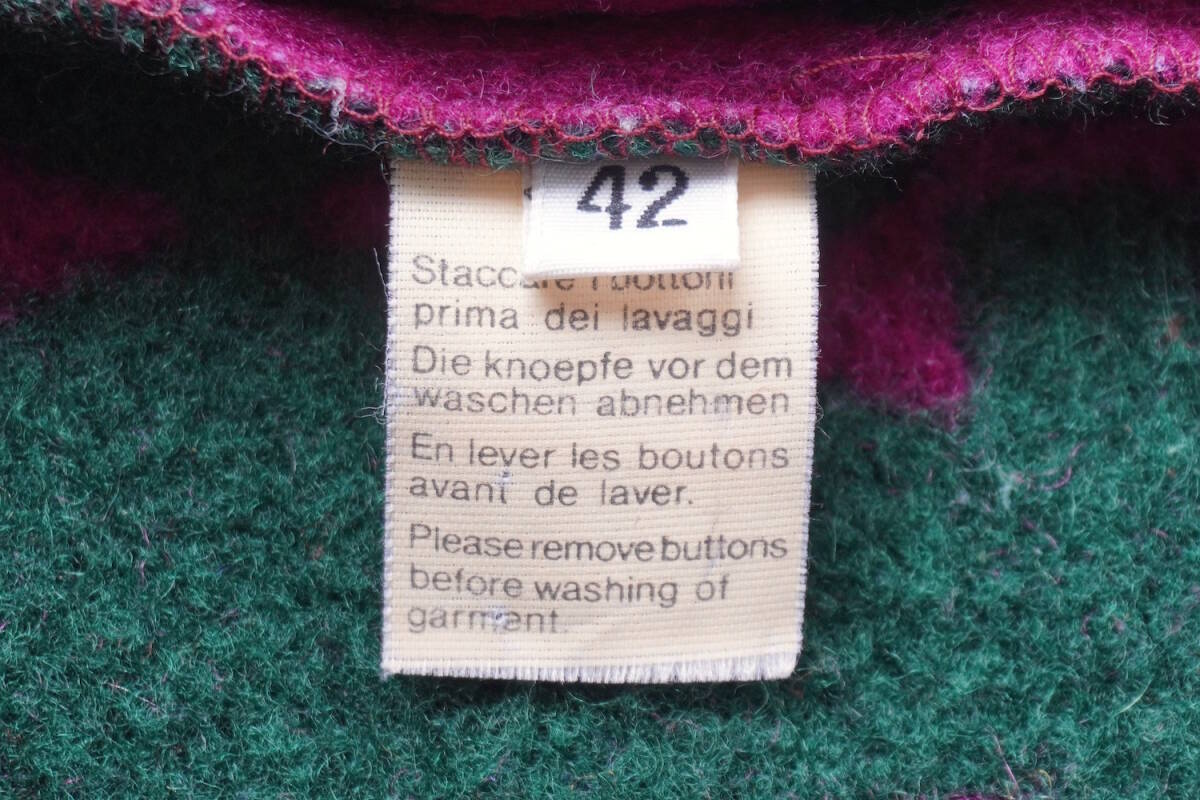 42
Staccare i bottoni
prima dei lavaggi
Die knoepfe vor dem
waschen abnehmen
En lever les boutons
avant de laver.
Please remove buttons
before washing of
garment.